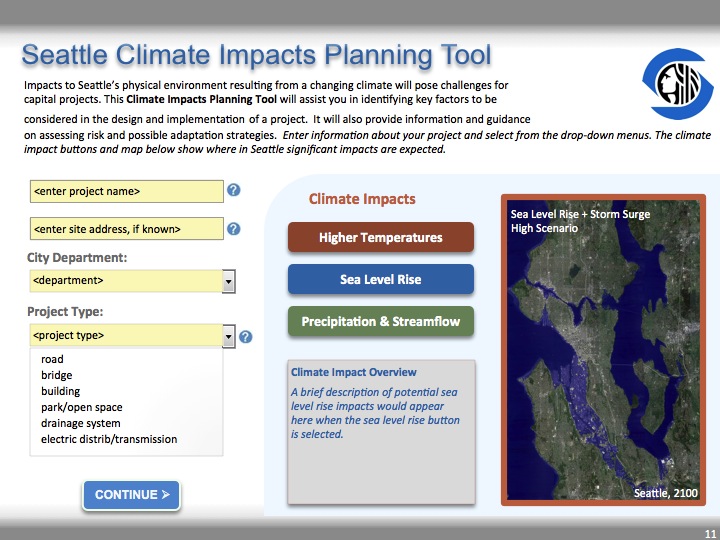 Seattle Climate Impacts Planning Tool
Impacts to Seattle's physical environment resulting from a changing climate will pose challenges for
capital projects. This Climate Impacts Planning Tool will assist you in identifying key factors to be
considered in the design and implementation of a project. It will also provide information and guidance
on assessing risk and possible adaptation strategies. Enter information about your project and select from the drop-down menus. The climate
impact buttons and map below show where in Seattle significant impacts are expected.
<enter project name>
?
<enter site address, if known>
?
City Department:
<department>
Project Type:
<project type>
?
road
bridge
building
park/open space
drainage system
electric distrib/transmission
CONTINUE ➢
Climate Impacts
Higher Temperatures
Sea Level Rise
Precipitation & Streamflow
Climate Impact Overview
A brief description of potential sea
level rise impacts would appear
here when the sea level rise button
is selected.
Sea Level Rise + Storm Surge
High Scenario
Seattle, 2100
11